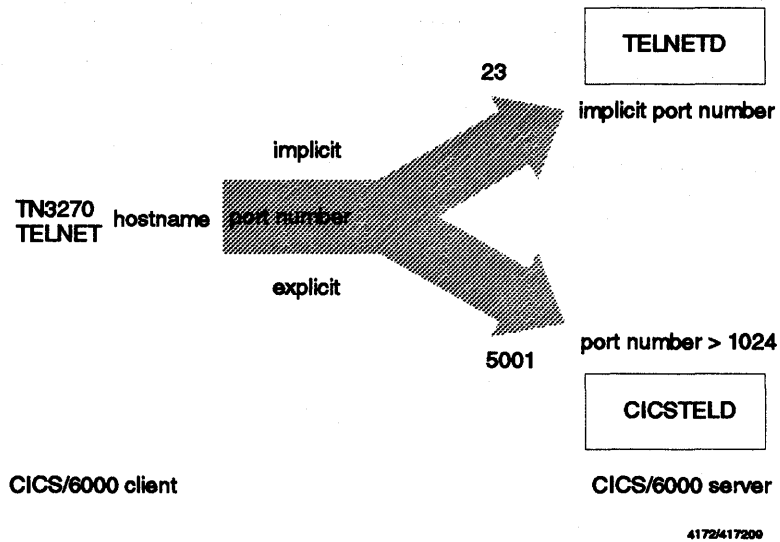 TELNETD
23
implicit port number
implicit
TN3270
TELNET hostname port number
explicit
port number > 1024
5001
CICSTELD
CICS/6000 client CICS/6000 server
4172/417209